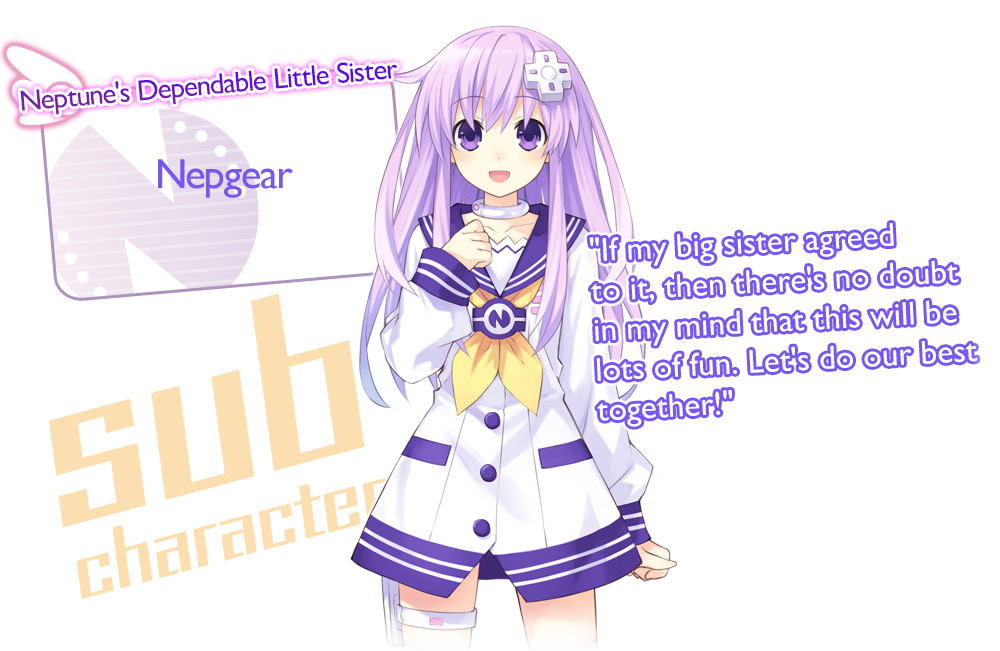 Neptune's Dependable Little Sister
Nepgear
N
N
sub
character
"If my big sister agreed
to it, then there's no doubt
in my mind that this will be
lots of fun. Let's do our best
together!"